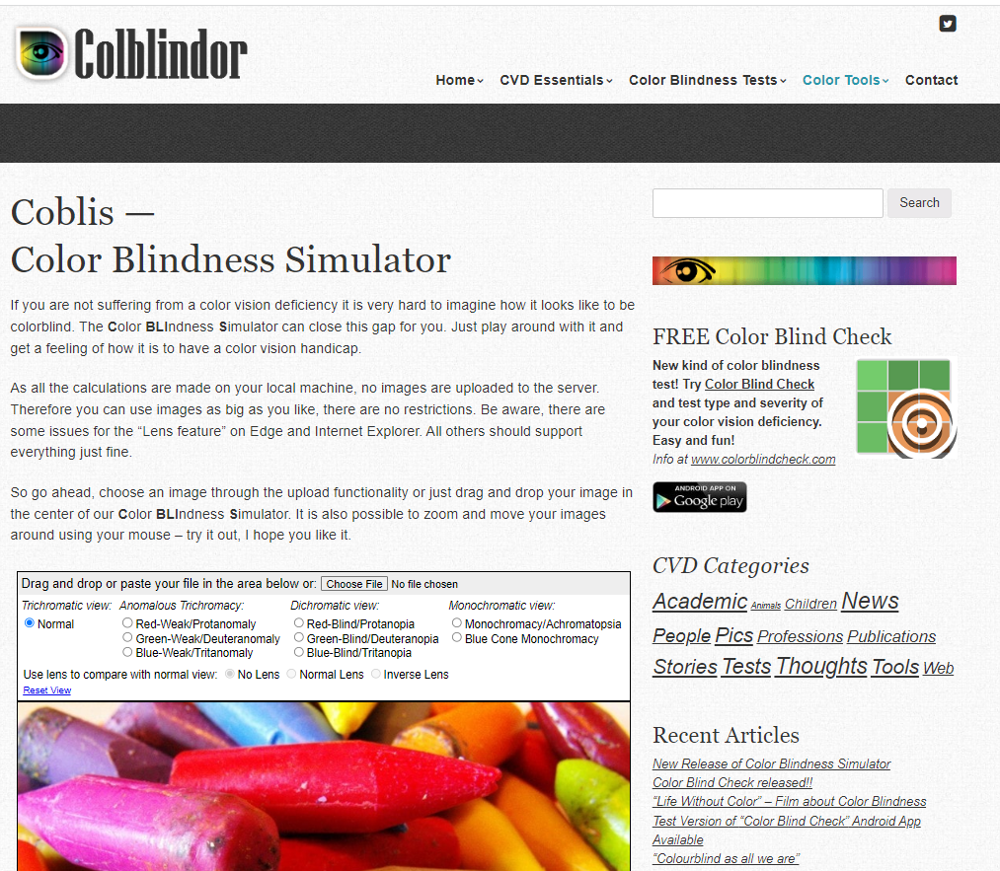 Colblindor
Home CVD Essentials Color Blindness Tests Color Tools Contact
Coblis —
Color Blindness Simulator
If you are not suffering from a color vision deficiency it is very hard to imagine how it looks like to be
colorblind. The Color BLIndness Simulator can close this gap for you. Just play around with it and
get a feeling of how it is to have a color vision handicap.
As all the calculations are made on your local machine, no images are uploaded to the server.
Therefore you can use images as big as you like, there are no restrictions. Be aware, there are
some issues for the “Lens feature” on Edge and Internet Explorer. All others should support
everything just fine.
So go ahead, choose an image through the upload functionality or just drag and drop your image in
the center of our Color BLIndness Simulator. It is also possible to zoom and move your images
around using your mouse – try it out, I hope you like it.
Drag and drop or paste your file in the area below or: Choose File No file chosen
Trichromatic view: Anomalous Trichromacy: Dichromatic view: Monochromatic view:
Normal Red-Weak/Protanomaly Red-Blind/Protanopia Monochromacy/Achromatopsia
Green-Weak/Deuteranomaly Green-Blind/Deuteranopia Blue Cone Monochromacy
Blue-Weak/Tritanomaly Blue-Blind/Tritanopia
Use lens to compare with normal view: No Lens Normal Lens Inverse Lens
Reset View
Search
FREE Color Blind Check
New kind of color blindness
test! Try Color Blind Check
and test type and severity of
your color vision deficiency.
Easy and fun!
Info at www.colorblindcheck.com
ANDROID APP ON
Google play
CVD Categories
Academic Animals Children News
People Pics Professions Publications
Stories Tests Thoughts Tools Web
Recent Articles
New Release of Color Blindness Simulator
Color Blind Check released!!
“Life Without Color” – Film about Color Blindness
Test Version of “Color Blind Check” Android App
Available
“Colourblind as all we are”